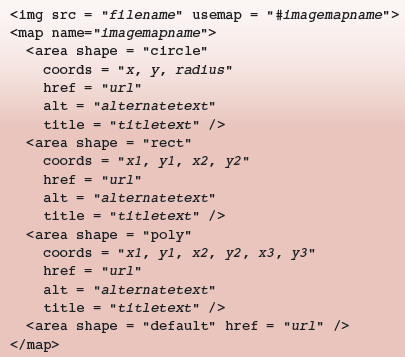 <img src = "filename" usemap = "#imagemapname">
<map name="imagemapname">
<area shape = "circle"
coords = "x, y, radius"
href = "url"
alt = "alternatetext"
title = "titletext" />
<area shape = "rect"
coords = "x1, y1, x2, y2"
href = "url"
alt = "alternatetext"
title = "titletext" />
<area shape = "poly"
coords = "x1, y1, x2, y2, x3, y3"
href = "url"
alt = "alternatetext"
title = "titletext" />
<area shape = "default" href = "url" />
</map>